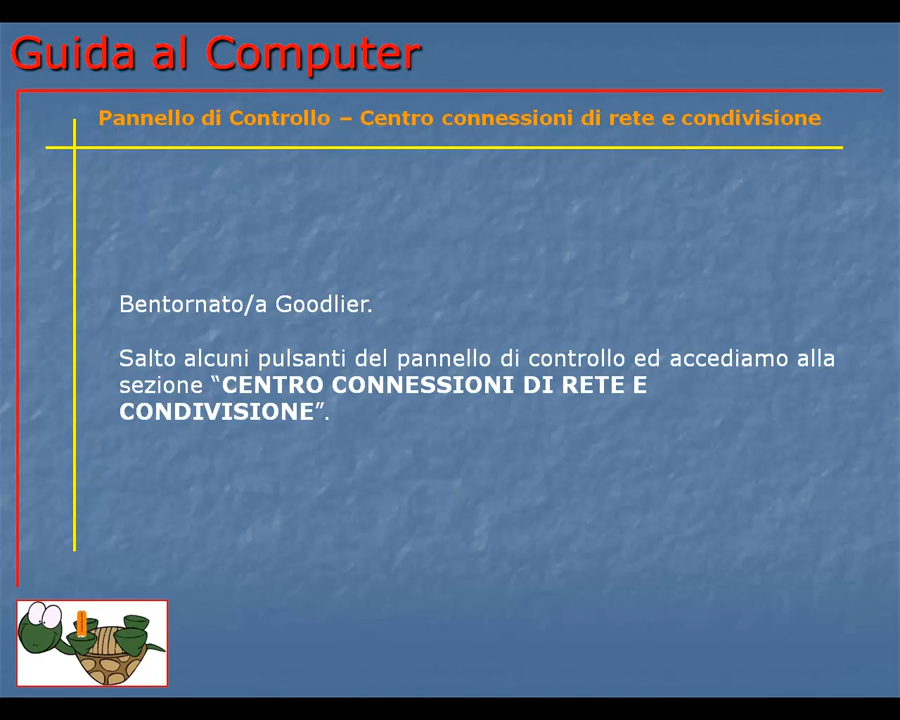 Guida al Computer
Pannello di Controllo – Centro connessioni di rete e condivisione
Bentornato/a Goodlier.
Salto alcuni pulsanti del pannello di controllo ed accediamo alla
sezione “CENTRO CONNESSIONI DI RETE E
CONDIVISIONE”.